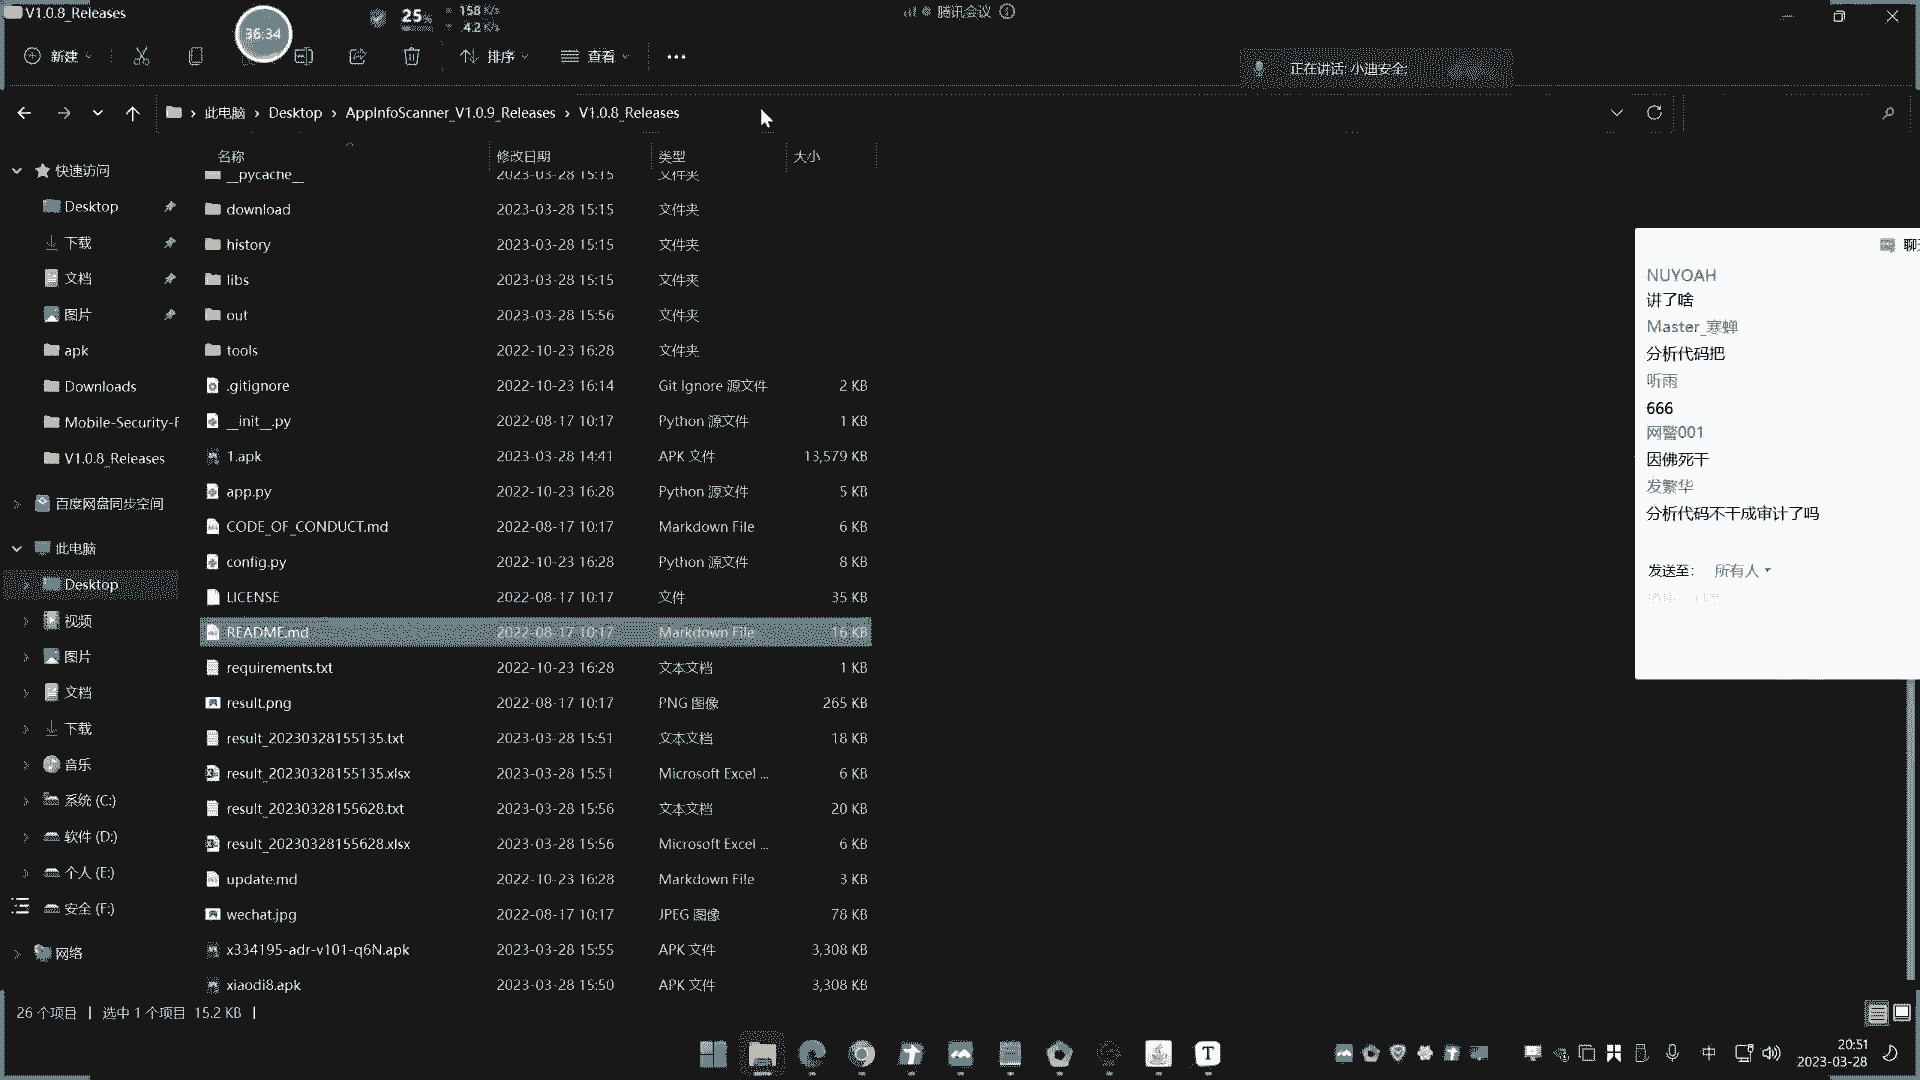 V1.0.8_Releases
36:34
25%
158 K/s
4.2 K/s
腾讯会议
新建
排序
查看
正在讲话: 小迪安全;
此电脑 › Desktop › AppInfoScanner_V1.0.9_Releases › V1.0.8_Releases
名称 修改日期 类型 大小
快速访问
Desktop
下载
文档
图片
apk
Downloads
Mobile-Security-F
V1.0.8_Releases
百度网盘同步空间
此电脑
Desktop
视频
图片
文档
下载
音乐
系统 (C:)
软件 (D:)
个人 (E:)
安全 (F:)
网络
__pycache__ 2023-03-28 15:15 文件夹
download 2023-03-28 15:15 文件夹
history 2023-03-28 15:15 文件夹
libs 2023-03-28 15:15 文件夹
out 2023-03-28 15:56 文件夹
tools 2022-10-23 16:28 文件夹
.gitignore 2022-10-23 16:14 Git Ignore 源文件 2 KB
__init__.py 2022-08-17 10:17 Python 源文件 1 KB
1.apk 2023-03-28 14:41 APK 文件 13,579 KB
app.py 2022-10-23 16:28 Python 源文件 5 KB
CODE_OF_CONDUCT.md 2022-08-17 10:17 Markdown File 6 KB
config.py 2022-10-23 16:28 Python 源文件 8 KB
LICENSE 2022-08-17 10:17 文件 35 KB
README.md 2022-08-17 10:17 Markdown File 16 KB
requirements.txt 2022-10-23 16:28 文本文档 1 KB
result.png 2022-08-17 10:17 PNG 图像 265 KB
result_20230328155135.txt 2023-03-28 15:51 文本文档 18 KB
result_20230328155135.xlsx 2023-03-28 15:51 Microsoft Excel ... 6 KB
result_20230328155628.txt 2023-03-28 15:56 文本文档 20 KB
result_20230328155628.xlsx 2023-03-28 15:56 Microsoft Excel ... 6 KB
update.md 2022-10-23 16:28 Markdown File 3 KB
wechat.jpg 2022-08-17 10:17 JPEG 图像 78 KB
x334195-adr-v101-q6N.apk 2023-03-28 15:55 APK 文件 3,308 KB
xiaodi8.apk 2023-03-28 15:50 APK 文件 3,308 KB
NUYOAH
讲了啥
Master_寒蝉
分析代码把
听雨
666
网警001
因佛死干
发繁华
分析代码不干成审计了吗
发送至: 所有人
26 个项目 | 选中 1 个项目 15.2 KB |
中
20:51
2023-03-28